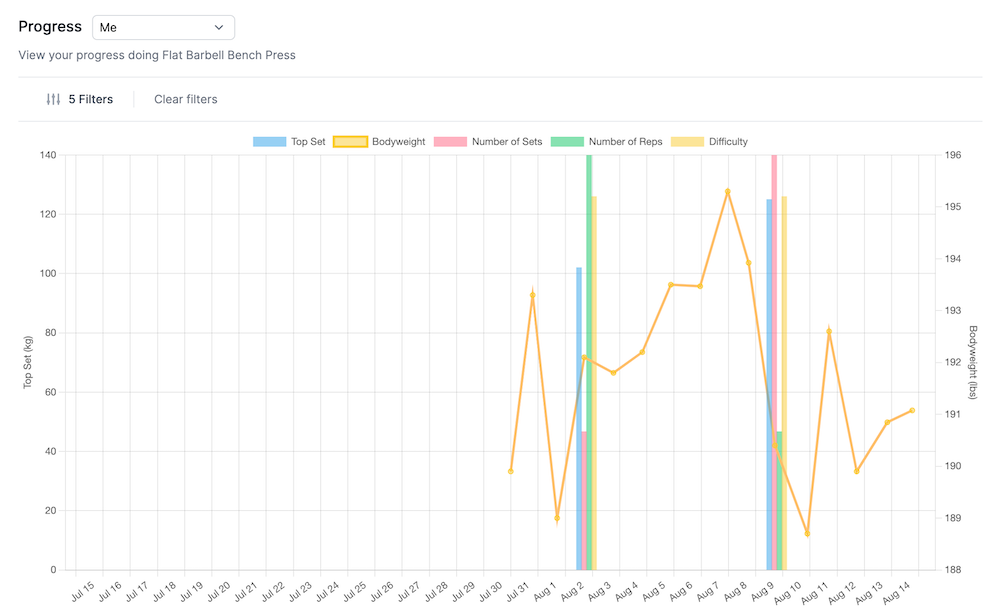 Progress Me
View your progress doing Flat Barbell Bench Press
5 Filters Clear filters
Top Set Bodyweight Number of Sets Number of Reps Difficulty
140 196
120 195
100 194
80 193
60 192
40 191
20 190
0 189
188
Top Set (kg)
Bodyweight (lbs)
Jul 15 Jul 16 Jul 17 Jul 18 Jul 19 Jul 20 Jul 21 Jul 22 Jul 23 Jul 24 Jul 25 Jul 26 Jul 27 Jul 28 Jul 29 Jul 30 Jul 31 Aug 1 Aug 2 Aug 3 Aug 4 Aug 5 Aug 6 Aug 7 Aug 8 Aug 9 Aug 10 Aug 11 Aug 12 Aug 13 Aug 14